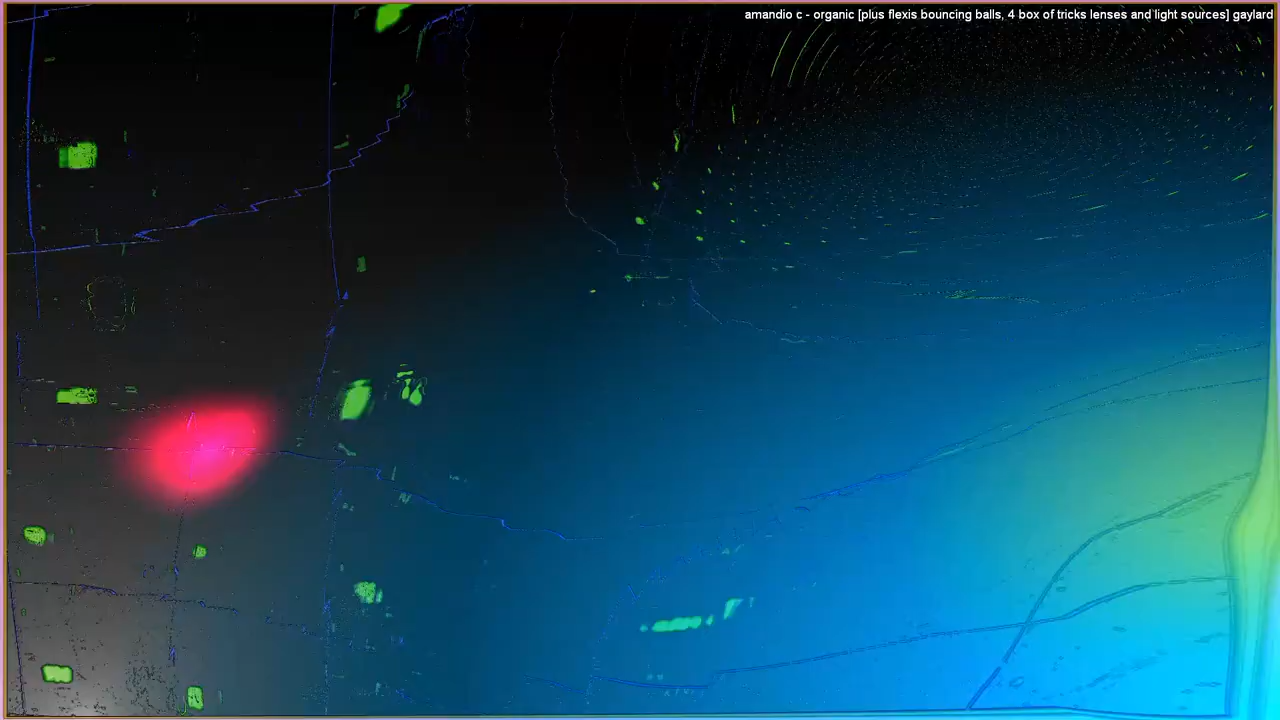 amandio c - organic [plus flexis bouncing balls, 4 box of tricks lenses and light sources] gaylard